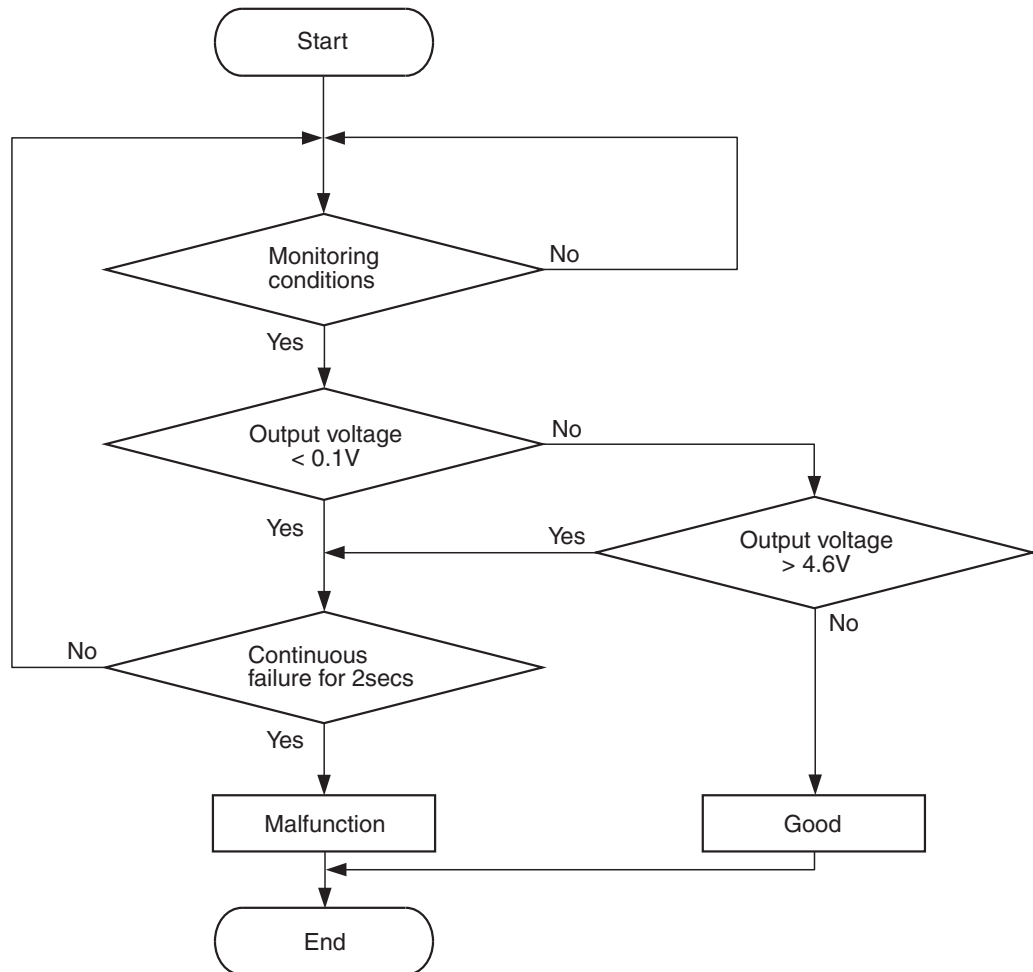 Start
Monitoring
conditions
No
Yes
Output voltage
< 0.1V
No
Yes
Yes
Output voltage
> 4.6V
No
No
Continuous
failure for 2secs
Yes
Malfunction
Good
End